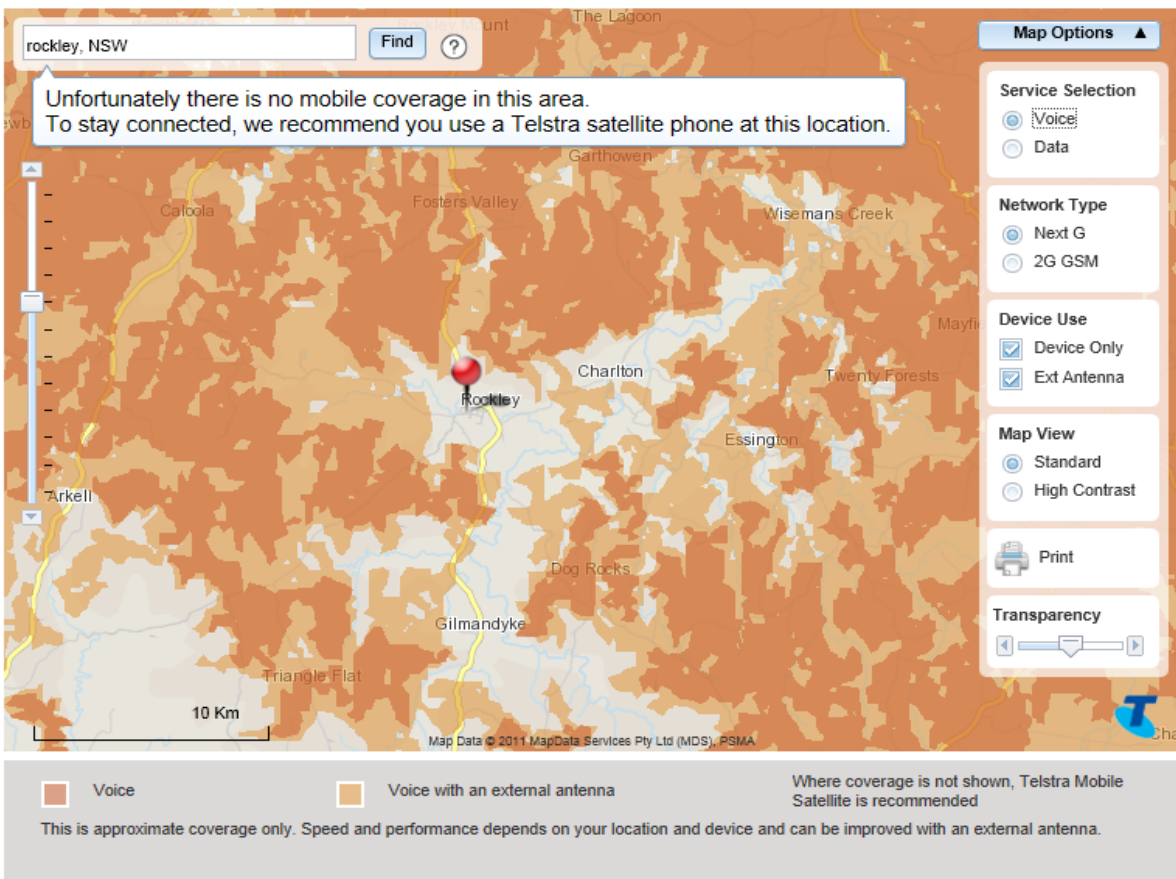 The Lagoon
Rockley Mount
rockley, NSW
Find
?
Map Options
Unfortunately there is no mobile coverage in this area.
To stay connected, we recommend you use a Telstra satellite phone at this location.
Service Selection
Voice
Data
Garthowen
Caloola
Fosters Valley
Wisemans Creek
Network Type
Next G
2G GSM
Device Use
Device Only
Ext Antenna
Charlton
Twenty Forests
Rockley
Essington
Map View
Standard
High Contrast
Arkell
Print
Dog Rocks
Gilmandyke
Transparency
Triangle Flat
10 Km
Map Data © 2011 MapData Services Pty Ltd (MDS), PSMA
T
Voice
Voice with an external antenna
Where coverage is not shown, Telstra Mobile
Satellite is recommended
This is approximate coverage only. Speed and performance depends on your location and device and can be improved with an external antenna.